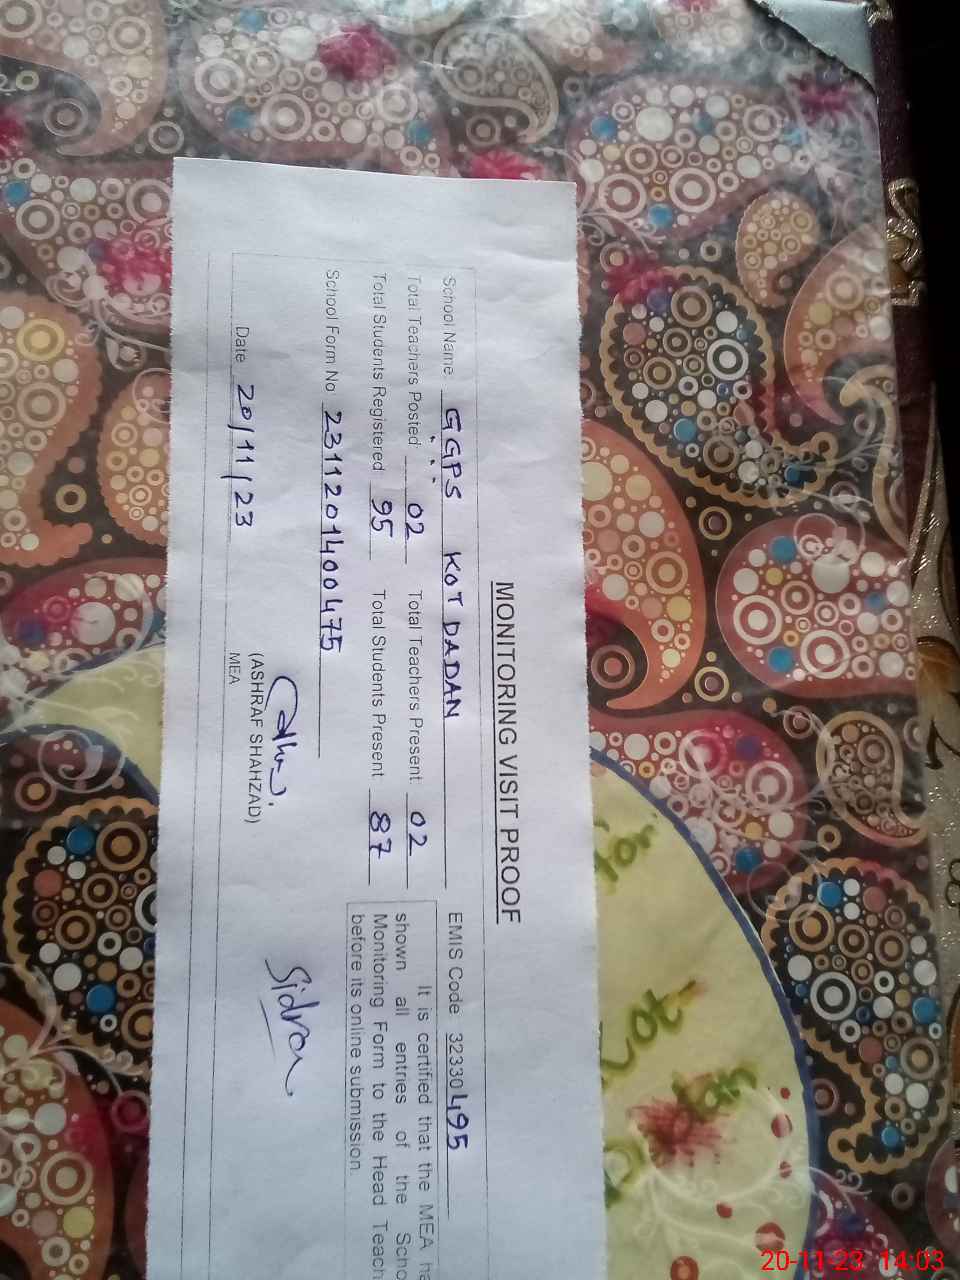 MONITORING VISIT PROOF
School Name: GGPS KOT DADAN EMIS Code 32330495
Total Teachers Posted: 02 Total Teachers Present 02
Total Students Registered 95 Total Students Present 87
School Form No 2311201400475
It is certified that the MEA ha
shown all entries of the Scho
Monitoring Form to the Head Teach
before its online submission.
(ASHRAF SHAHZAD)
MEA
Date 20/11/23
Sidra
for
Kot
20-11-23 14:03